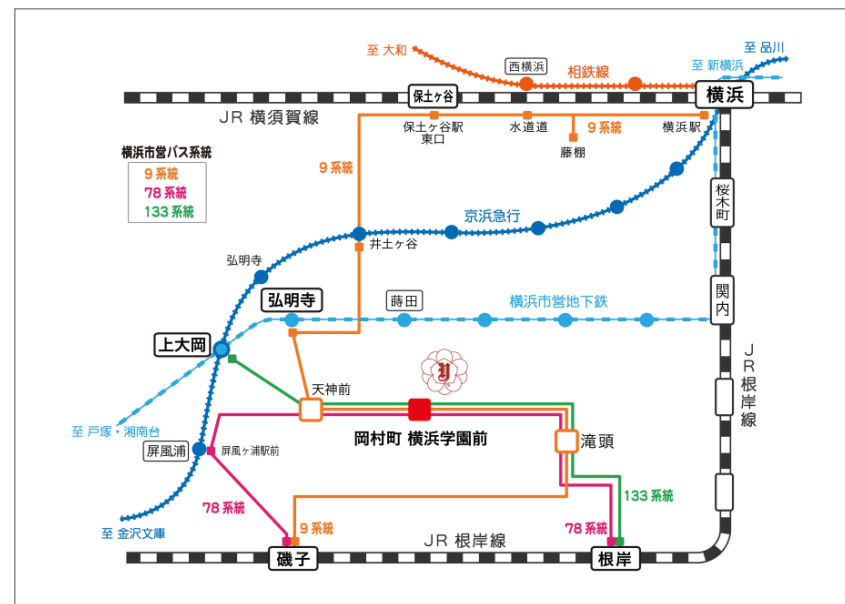 至 品川
至 大和
西横浜
相鉄線
至 新横浜
保土ヶ谷
横浜
JR 横須賀線
保土ヶ谷駅
東口
水道道
9系統
横浜駅
藤棚
横浜市営バス系統
9系統
78系統
133系統
9系統
桜木町
京浜急行
井土ヶ谷
弘明寺
弘明寺
蒔田
横浜市営地下鉄
関内
上大岡
天神前
JR根岸線
至 戸塚・湘南台
屏風浦
屏風ヶ浦駅前
岡村町 横浜学園前
滝頭
78系統
133系統
9系統
78系統
至 金沢文庫
磯子
JR 根岸線
根岸